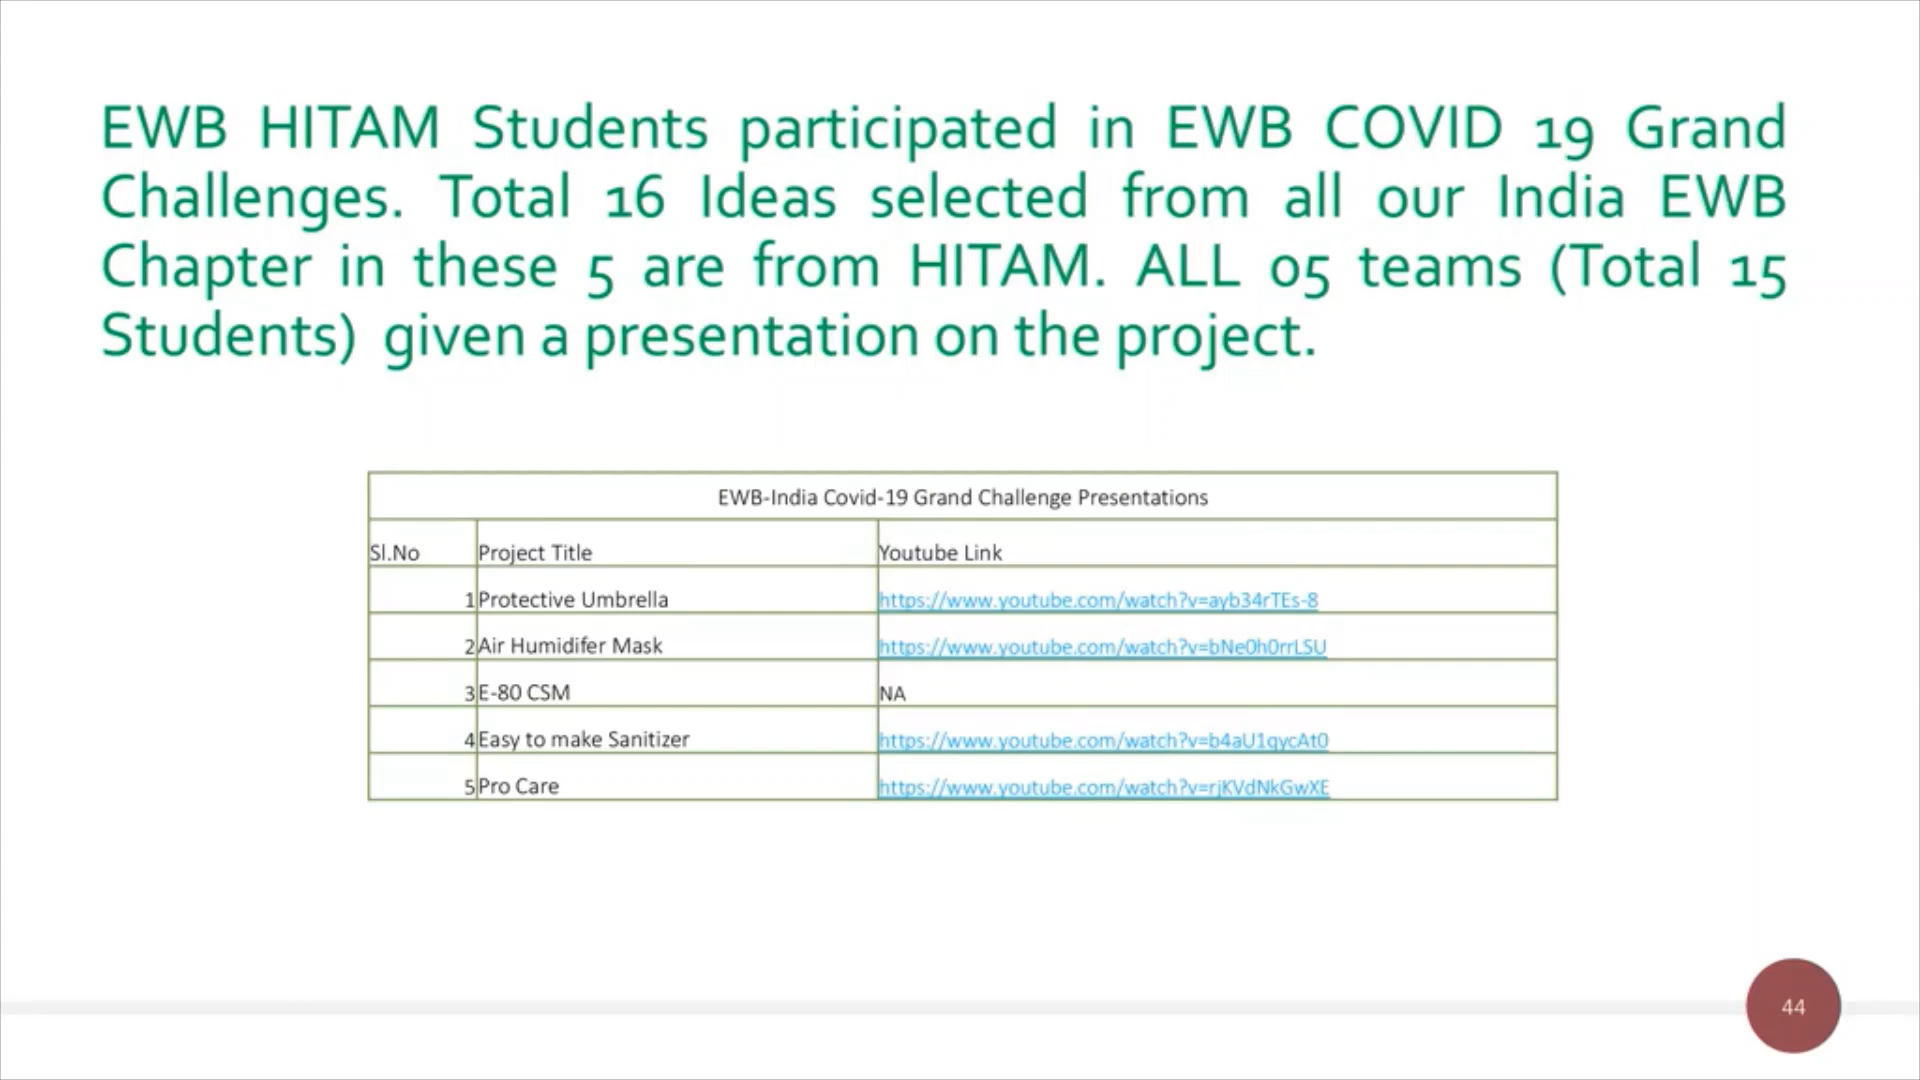 EWB HITAM Students participated in EWB COVID 19 Grand
Challenges. Total 16 Ideas selected from all our India EWB
Chapter in these 5 are from HITAM. ALL 05 teams (Total 15
Students) given a presentation on the project.
EWB-India Covid-19 Grand Challenge Presentations
Sl.No Project Title Youtube Link
1 Protective Umbrella https://www.youtube.com/watch?v=ayb34rTEs-8
2 Air Humidifer Mask https://www.youtube.com/watch?v=bNe0h0rrLSU
3 E-80 CSM NA
4 Easy to make Sanitizer https://www.youtube.com/watch?v=b4aU1qycAt0
5 Pro Care https://www.youtube.com/watch?v=rjKVdNkGwXE
44